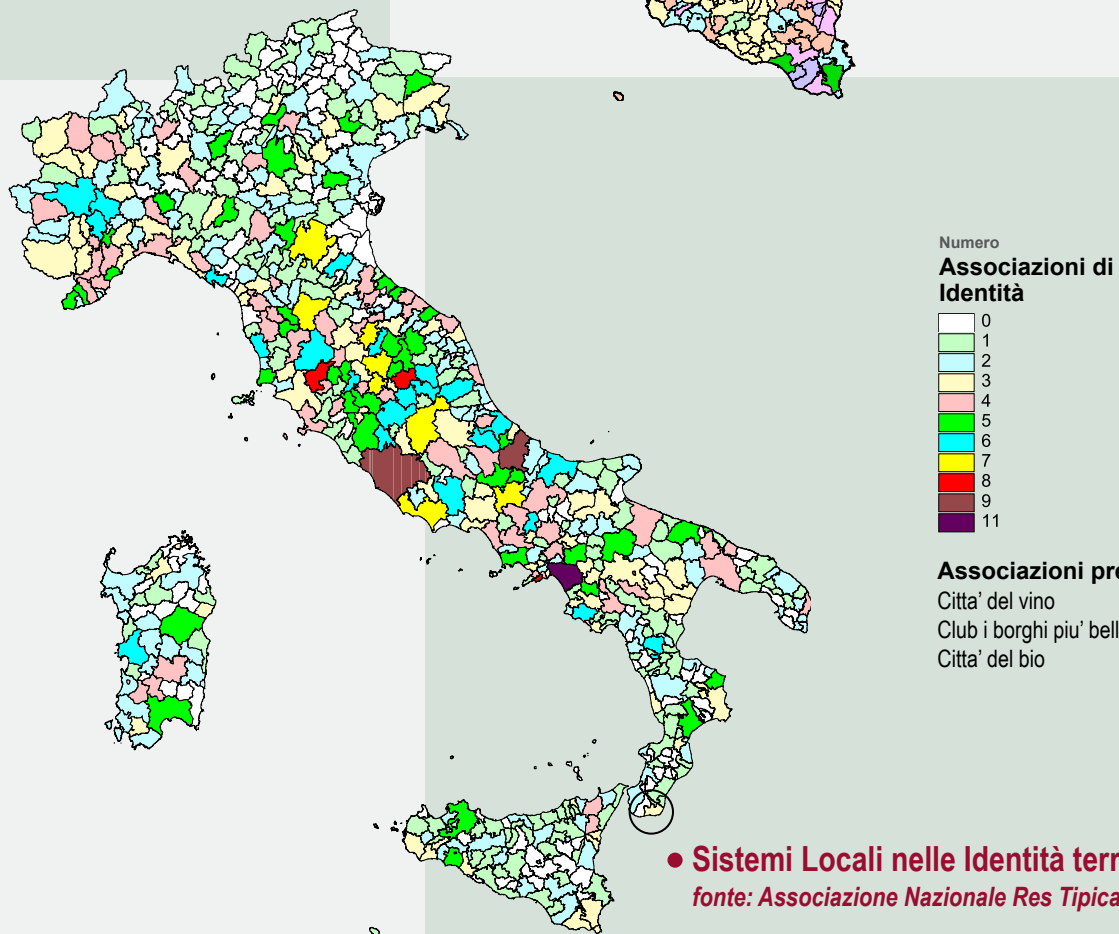 Numero
Associazioni di
Identità
0
1
2
3
4
5
6
7
8
9
11
Associazioni pre
Citta' del vino
Club i borghi piu' bell
Citta' del bio
• Sistemi Locali nelle Identità terr
fonte: Associazione Nazionale Res Tipica